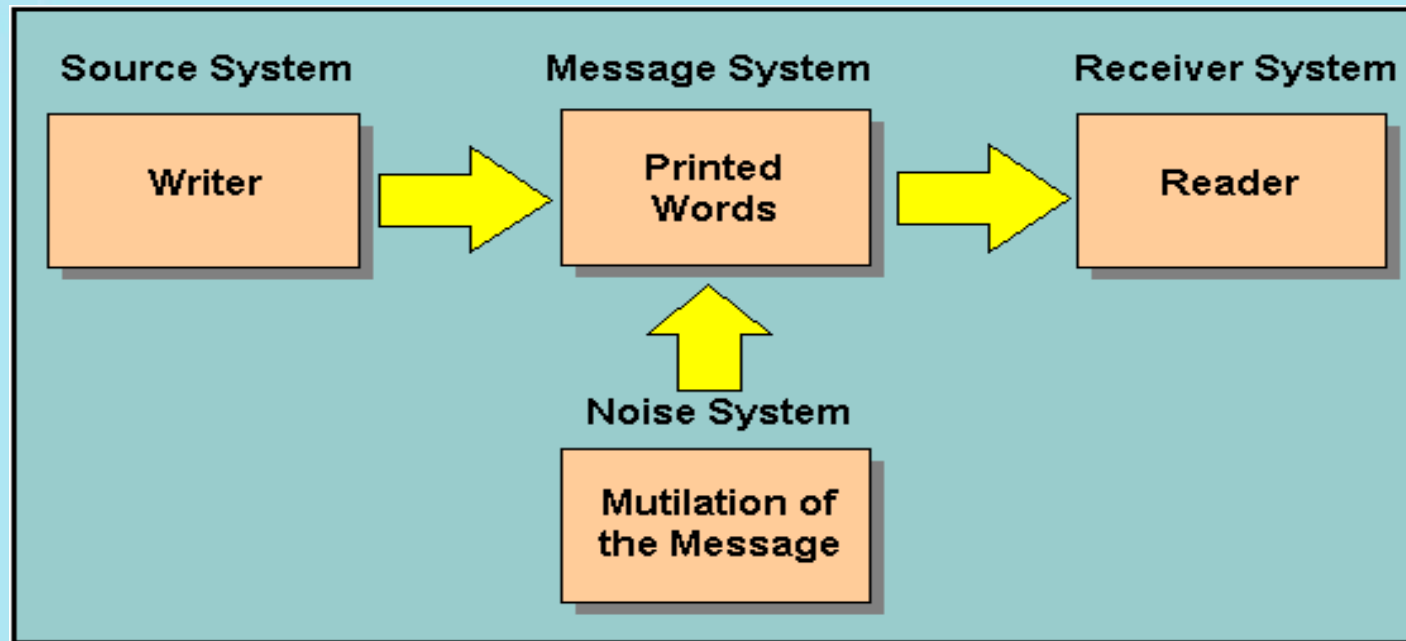 Source System
Message System
Receiver System
Writer
Printed
Words
Reader
Noise System
Mutilation of
the Message